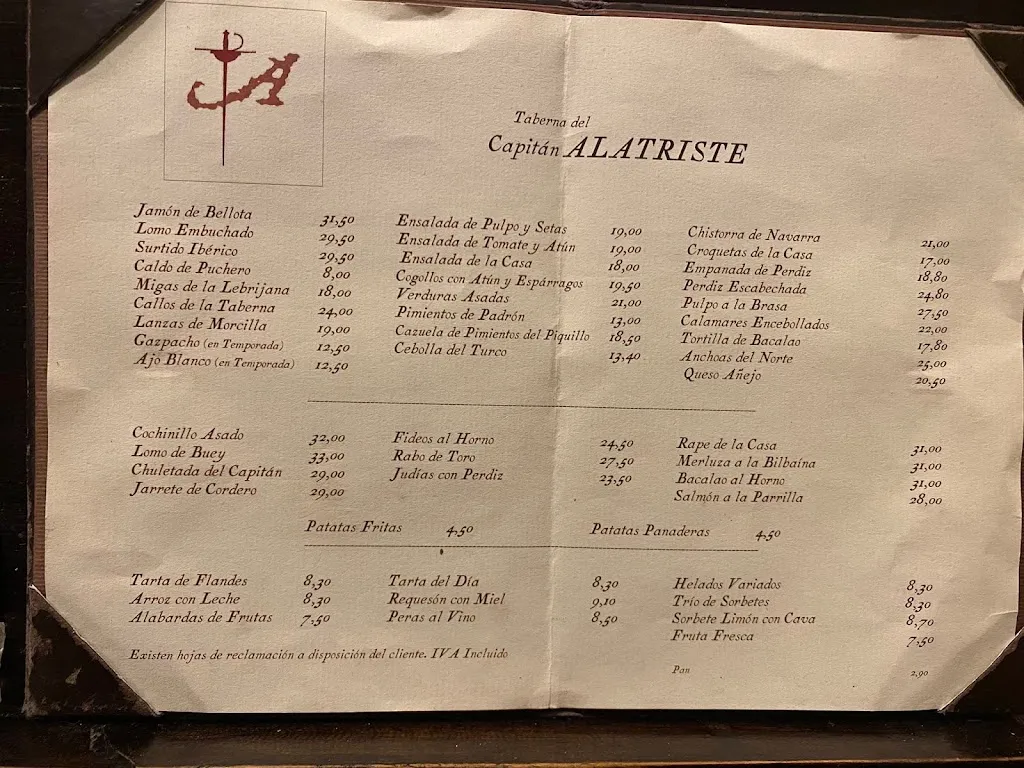 A
Taberna del
Capitán ALATRISTE
Jamón de Bellota 31,50
Lomo Embuchado 29,50
Surtido Ibérico 29,50
Caldo de Puchero 8,00
Migas de la Lebrijana 18,00
Callos de la Taberna 24,00
Lanzas de Morcilla 19,00
Gazpacho (en Temporada) 12,50
Ajo Blanco (en Temporada) 12,50
Ensalada de Pulpo y Setas 19,00
Ensalada de Tomate y Atún 19,00
Ensalada de la Casa 18,00
Cogollos con Atún y Espárragos 19,50
Verduras Asadas 21,00
Pimientos de Padrón 13,00
Cazuela de Pimientos del Piquillo 18,50
Cebolla del Turco 13,40
Chistorra de Navarra 21,00
Croquetas de la Casa 17,00
Empanada de Perdiz 18,80
Perdiz Escabechada 24,80
Pulpo a la Brasa 27,50
Calamares Encebollados 22,00
Tortilla de Bacalao 17,80
Anchoas del Norte 25,00
Queso Añejo 20,50
Cochinillo Asado 32,00
Lomo de Buey 33,00
Chuletada del Capitán 29,00
Jarrete de Cordero 29,00
Fideos al Horno 24,50
Rabo de Toro 27,50
Judías con Perdiz 23,50
Rape de la Casa 31,00
Merluza a la Bilbaína 31,00
Bacalao al Horno 31,00
Salmón a la Parrilla 28,00
Patatas Fritas 4,50
Patatas Panaderas 4,50
Tarta de Flandes 8,30
Arroz con Leche 8,30
Alabardas de Frutas 7,50
Tarta del Día 8,30
Requesón con Miel 9,10
Peras al Vino 8,50
Helados Variados 8,30
Trío de Sorbetes 8,30
Sorbete Limón con Cava 8,70
Fruta Fresca 7,50
Existen hojas de reclamación a disposición del cliente. IVA Incluido
Pan 2,90